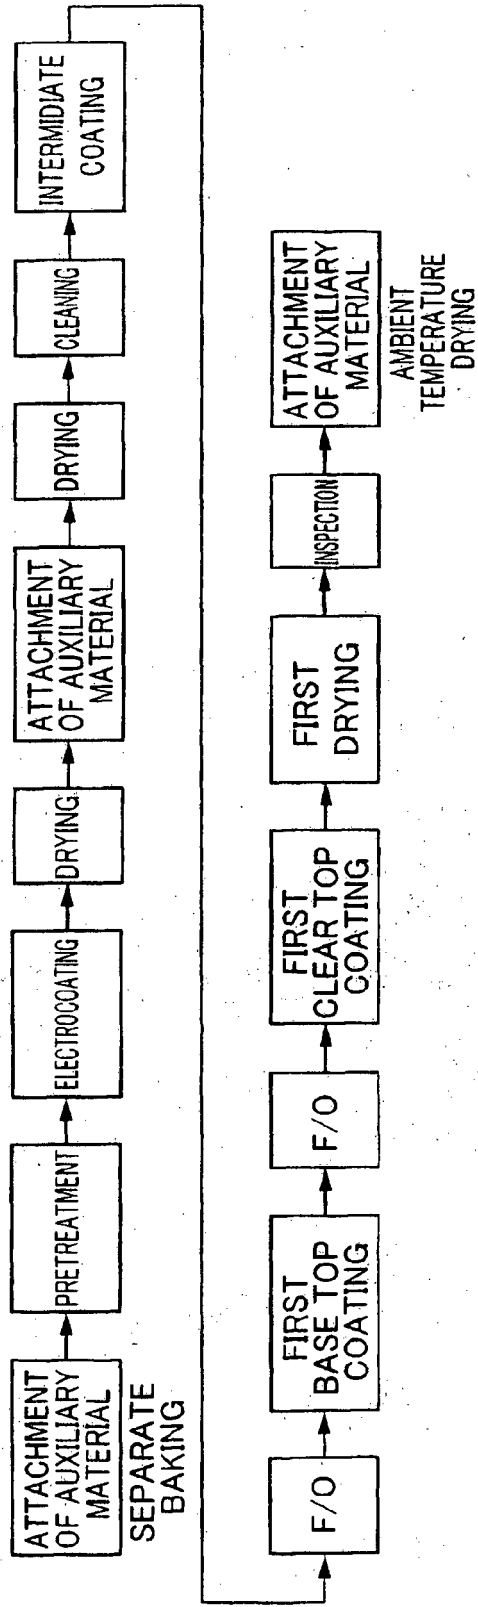 ATTACHMENT
OF AUXILIARY
MATERIAL
SEPARATE
BAKING
PRETREATMENT
ELECTROCOATING
DRYING
ATTACHMENT
OF AUXILIARY
MATERIAL
DRYING
CLEANING
INTERMIDIATE
COATING
F/O
FIRST
BASE TOP
COATING
F/O
FIRST
CLEAR TOP
COATING
FIRST
DRYING
INSPECTION
ATTACHMENT
OF AUXILIARY
MATERIAL
AMBIENT
TEMPERATURE
DRYING